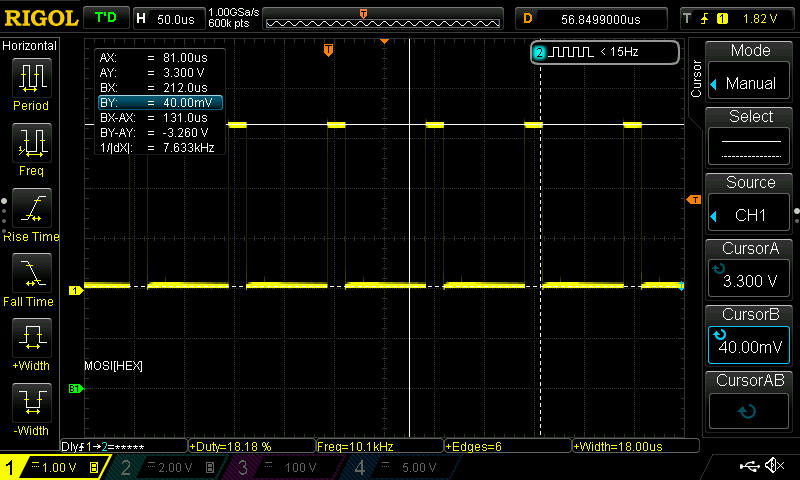 RIGOL T'D H 50.0us 1.00GSa/s 600k pts D 56.8499000us T 1 1.82 V
Horizontal
Period
Freq
Rise Time
Fall Time
+Width
-Width
AX: = 81.00us
AY: = 3.300 V
BX: = 212.0us
BY: = 40.00mV
BX-AX: = 131.0us
BY-AY: = -3.260 V
1/|dX|: = 7.633kHz
T
2 < 15Hz
T
1
MOSI[HEX]
B1
Cursor
Mode
Manual
Select
Source
CH1
CursorA
3.300 V
CursorB
40.00mV
CursorAB
Dly 1→2=***** +Duty=18.18 % Freq=10.1kHz +Edges=6 +Width=18.00us
1 = 1.00 V B 2 = 2.00 V B 3 = 100 V 4 = 5.00 V